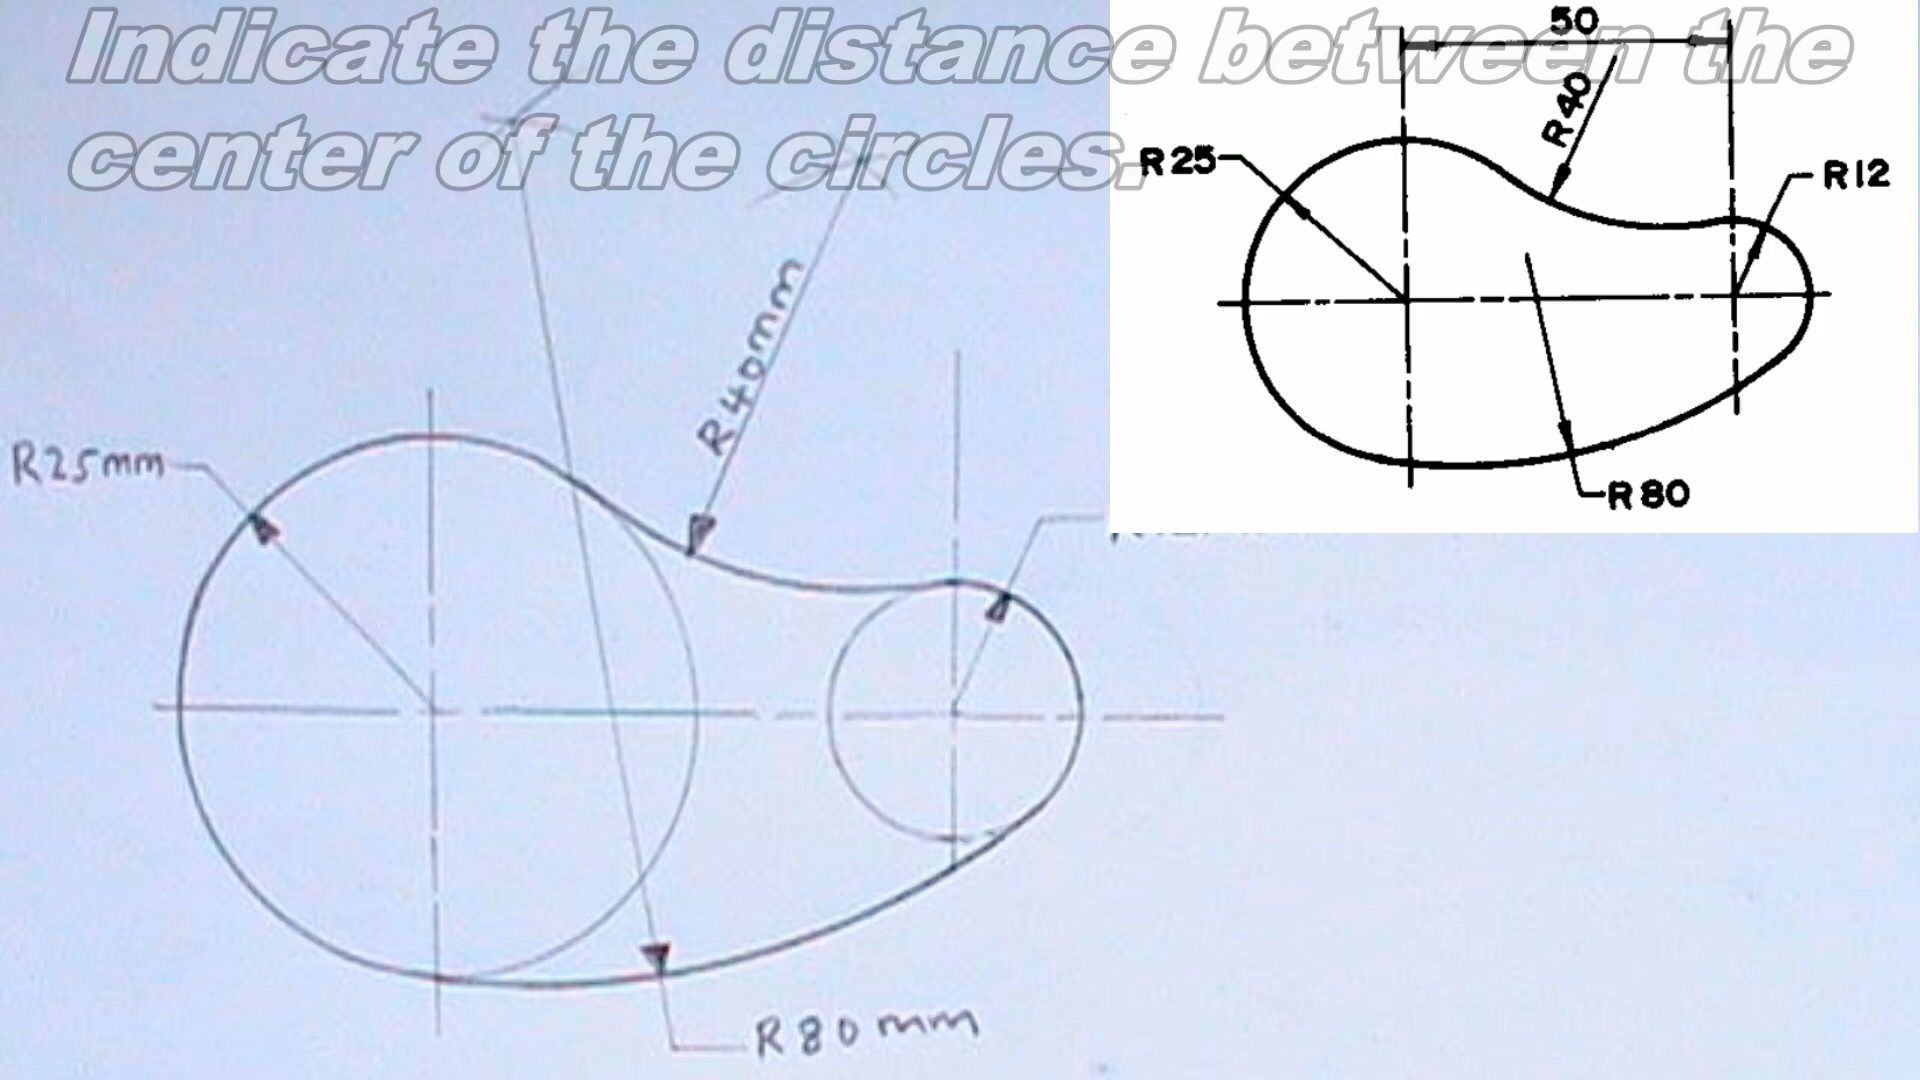 Indicate the distance between the
center of the circles.
50
R40
R25
R12
R80
R40mm
R25mm
R80mm